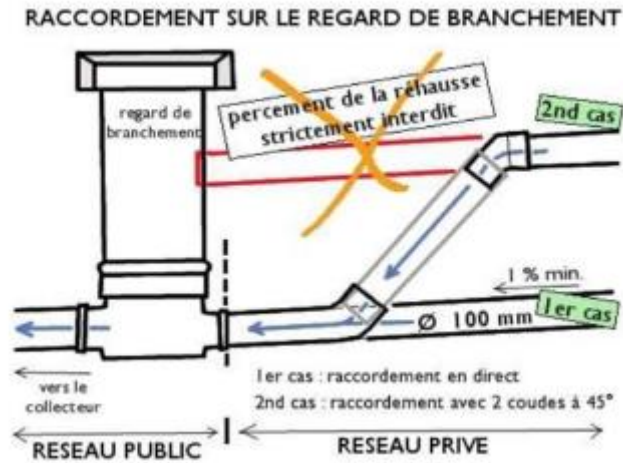 RACCORDEMENT SUR LE REGARD DE BRANCHEMENT
regard de
branchement
percement de la réhausse
strictement interdit
2nd cas
1 % min.
1er cas
Ø 100 mm
vers le
collecteur
1er cas : raccordement en direct
2nd cas : raccordement avec 2 coudes à 45°
RESEAU PUBLIC
RESEAU PRIVE